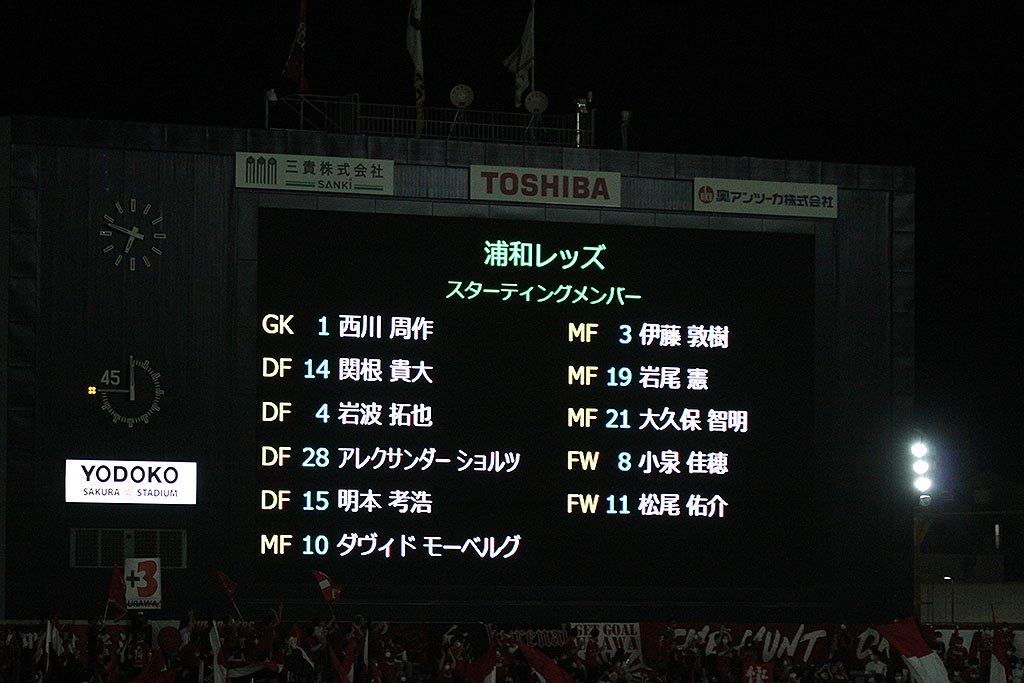 三貴株式会社
SANKI
TOSHIBA
奥アンツーカ株式会社
浦和レッズ
スターティングメンバー
GK 1 西川 周作
DF 14 関根 貴大
DF 4 岩波 拓也
DF 28 アレクサンダー ショルツ
DF 15 明本 考浩
MF 10 ダヴィド モーベルグ
MF 3 伊藤 敦樹
MF 19 岩尾 憲
MF 21 大久保 智明
FW 8 小泉 佳穂
FW 11 松尾 佑介
45
YODOKO
SAKURA STADIUM
+3
URAWA
GET GOAL